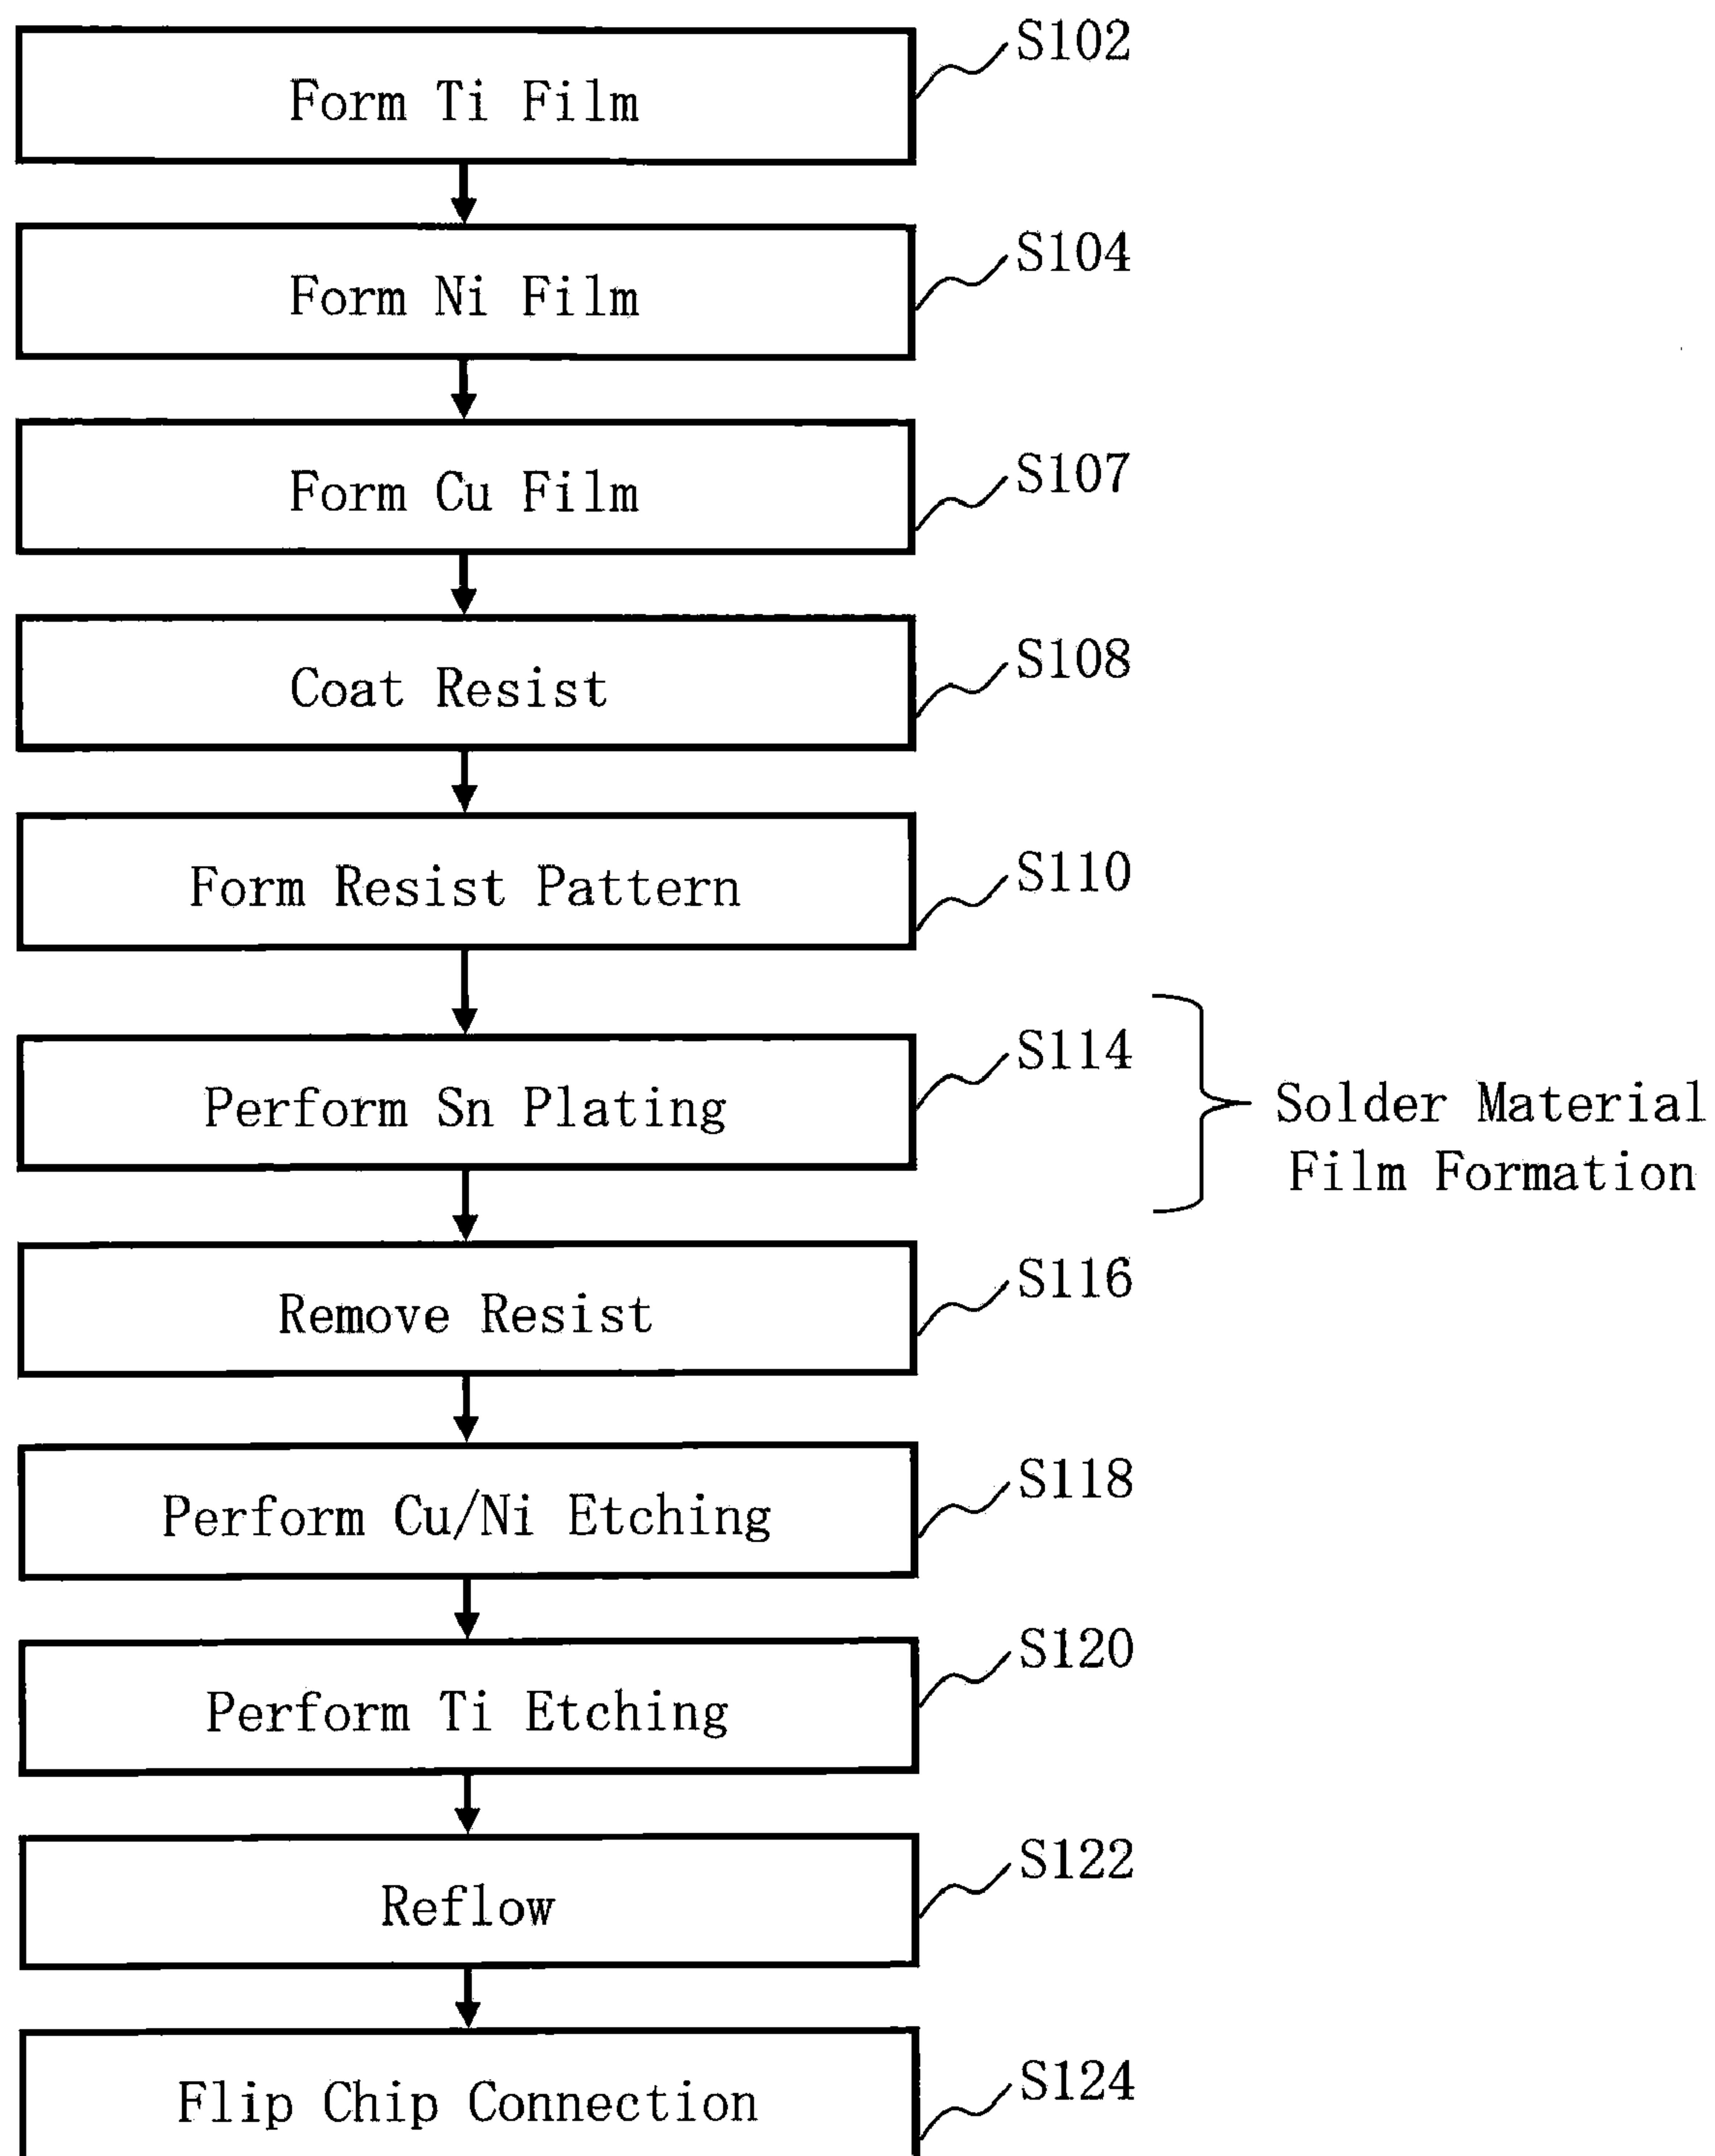 Form Ti Film
S102
Form Ni Film
S104
Form Cu Film
S107
Coat Resist
S108
Form Resist Pattern
S110
Perform Sn Plating
S114
Solder Material
Film Formation
Remove Resist
S116
Perform Cu/Ni Etching
S118
Perform Ti Etching
S120
Reflow
S122
Flip Chip Connection
S124